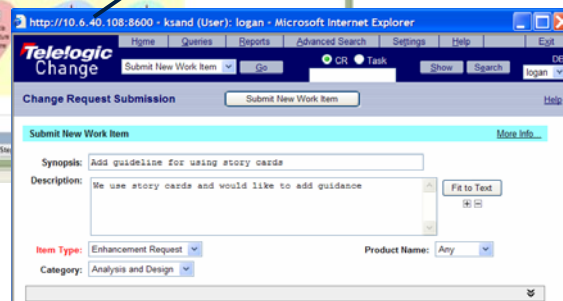 http://10.6.40.108:8600 - ksand (User): logan - Microsoft Internet Explorer
Home Queries Reports Advanced Search Settings Help Exit
Telelogic
Change
Submit New Work Item Go CR Task Show Search logan
Change Request Submission Submit New Work Item Help
Submit New Work Item More Info...
Synopsis: Add guideline for using story cards
Description: We use story cards and would like to add guidance
Fit to Text
Item Type: Enhancement Request Product Name: Any
Category: Analysis and Design